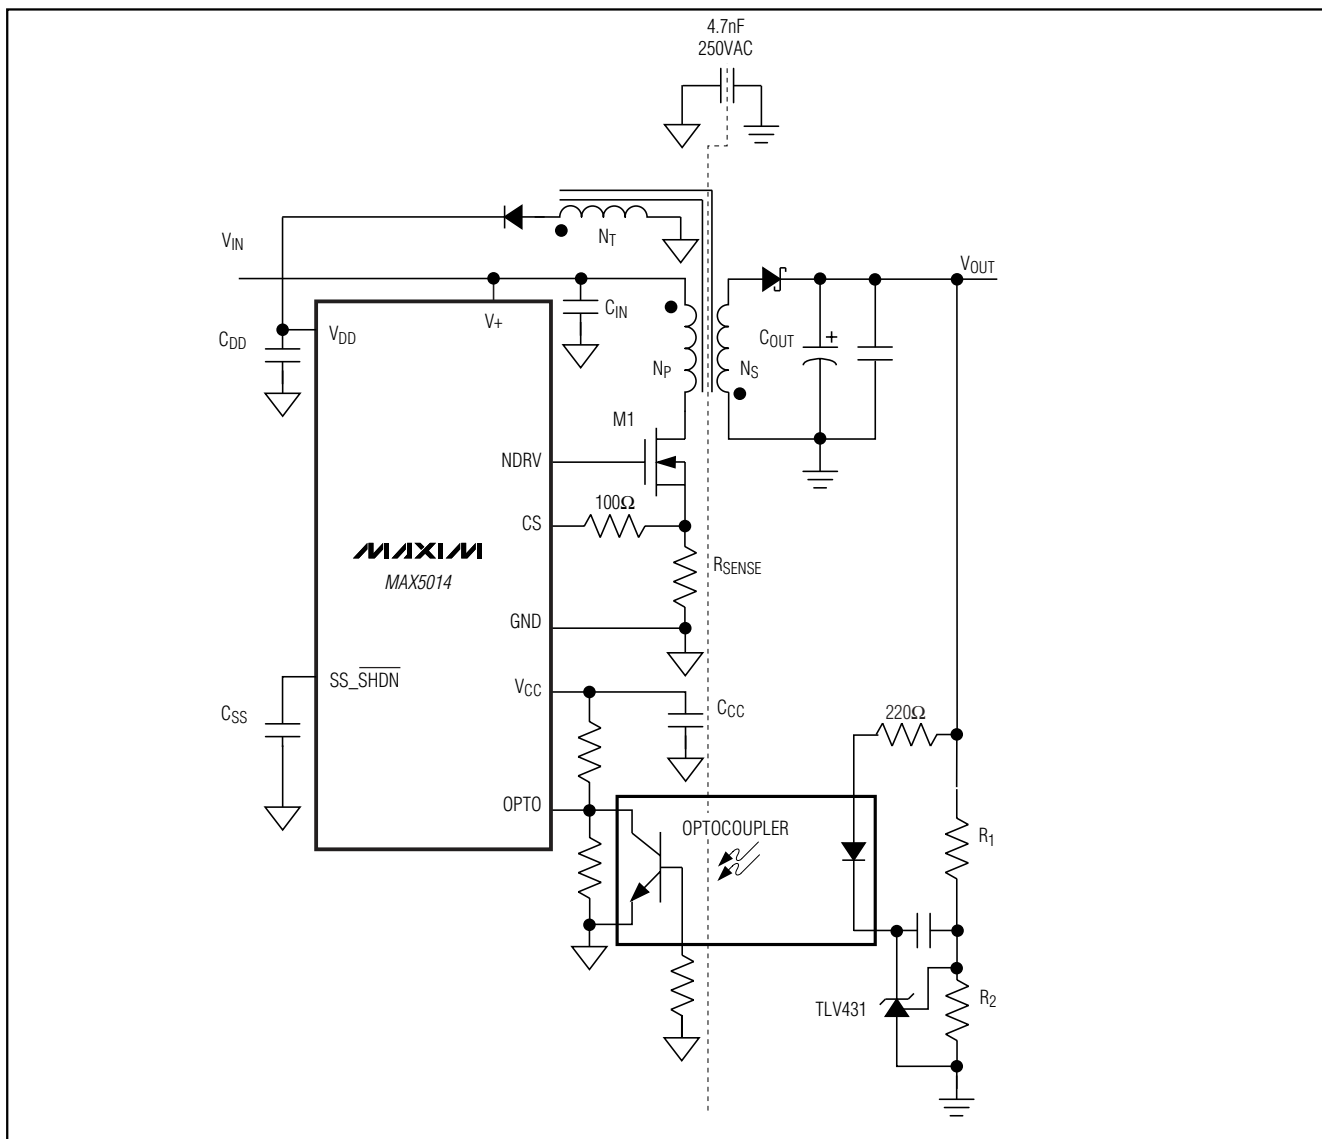 4.7nF
250VAC
V_IN
N_T
V_OUT
V+
C_IN
C_DD
V_DD
C_OUT
+
N_P
N_S
M1
NDRV
100Ω
CS
MAXIM
MAX5014
R_SENSE
GND
SS_SHDN
V_CC
C_SS
C_CC
220Ω
OPTO
OPTOCOUPLER
R_1
TLV431
R_2